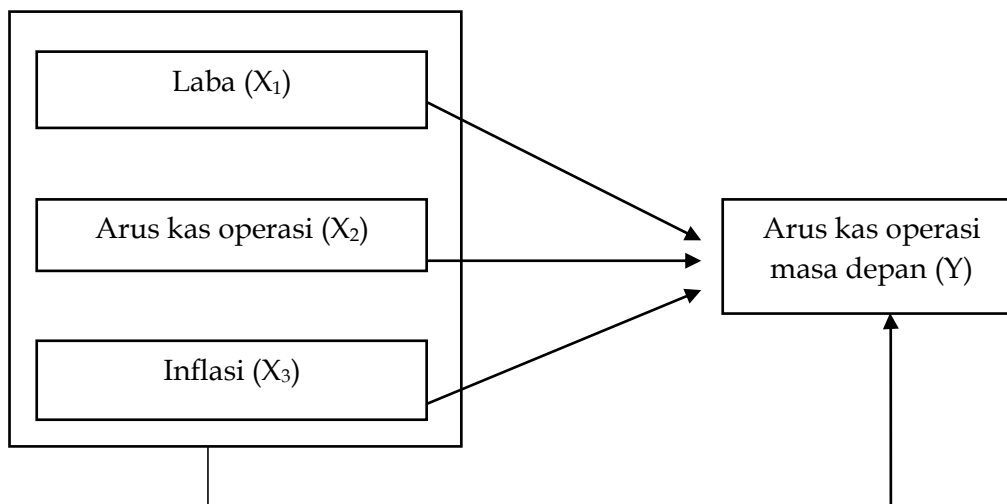 Laba (X₁)
Arus kas operasi (X₂)
Inflasi (X₃)
Arus kas operasi
masa depan (Y)